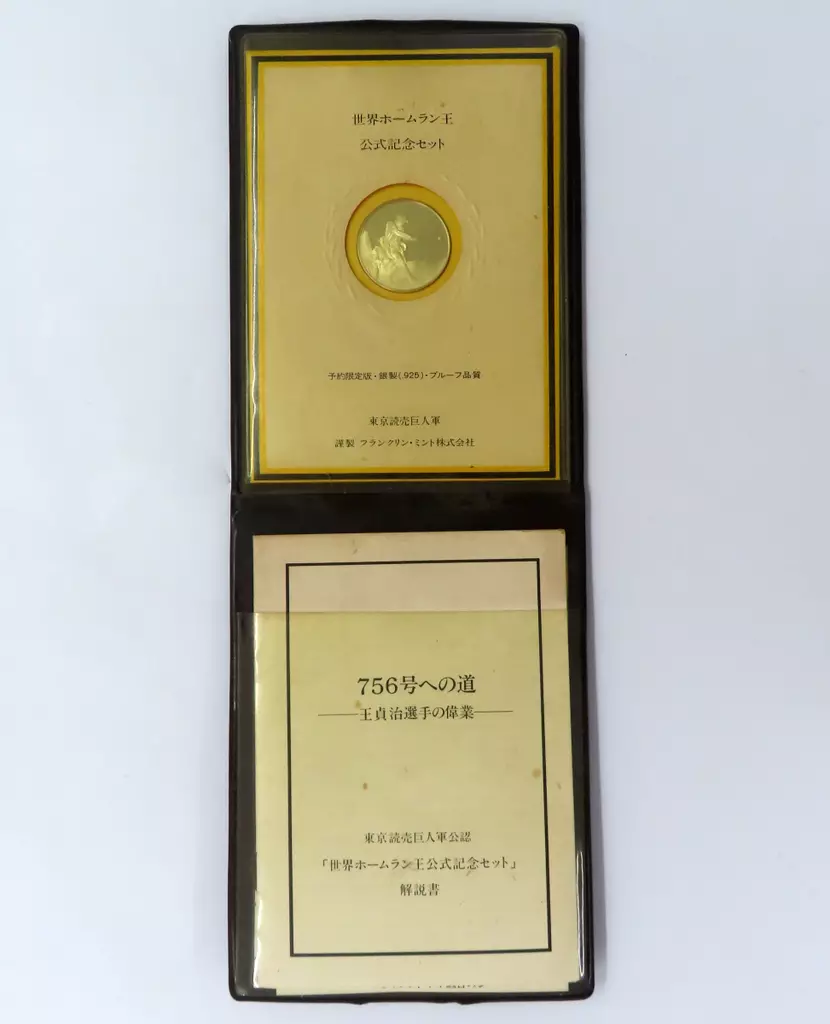 世界ホームラン王
公式記念セット
予約限定版・銀製(.925)・プルーフ品質
東京読売巨人軍
謹製 フランクリン・ミント株式会社
756号への道
――王貞治選手の偉業――
東京読売巨人軍公認
「世界ホームラン王公式記念セット」
解説書